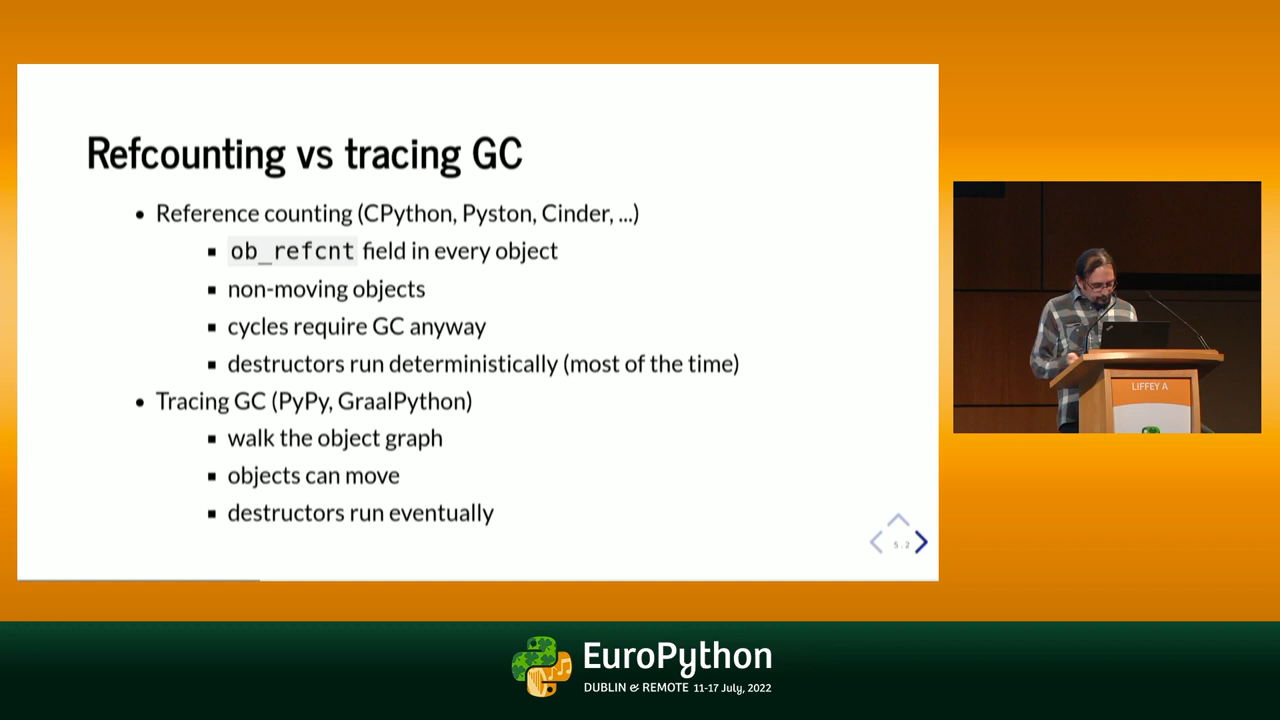 Refcounting vs tracing GC
Reference counting (CPython, Pyston, Cinder, ...)
ob_refcnt field in every object
non-moving objects
cycles require GC anyway
destructors run deterministically (most of the time)
Tracing GC (PyPy, GraalPython)
walk the object graph
objects can move
destructors run eventually
5.2
LIFFEY A
EuroPython
DUBLIN & REMOTE 11-17 July, 2022